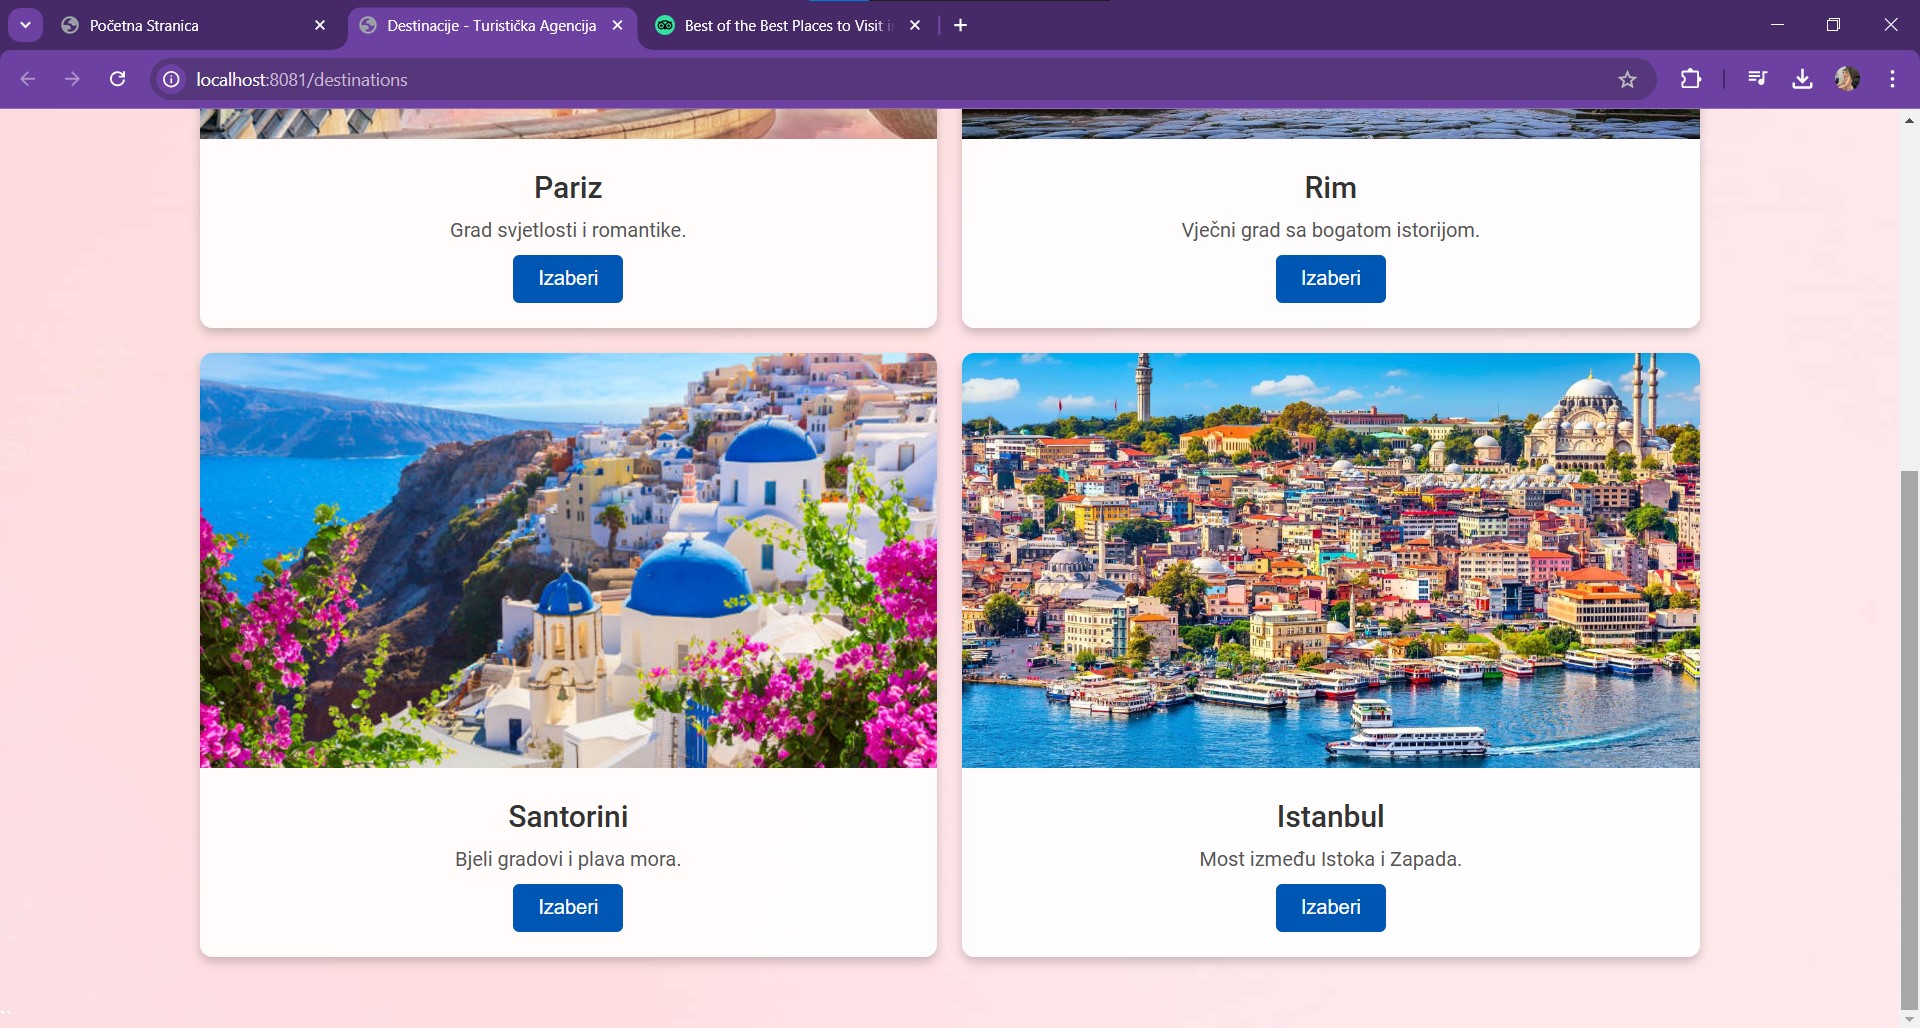 Početna Stranica
Destinacije - Turistička Agencija
Best of the Best Places to Visit i
localhost:8081/destinations
Pariz
Grad svjetlosti i romantike.
Izaberi
Rim
Vječni grad sa bogatom istorijom.
Izaberi
Santorini
Bjeli gradovi i plava mora.
Izaberi
Istanbul
Most između Istoka i Zapada.
Izaberi